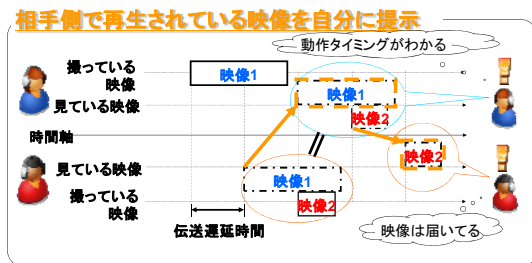 相手側で再生されている映像を自分に提示
動作タイミングがわかる
撮っている
映像
映像1
見ている映像
映像1
映像2
時間軸
見ている映像
映像2
映像1
撮っている
映像
映像2
伝送遅延時間
映像は届いてる